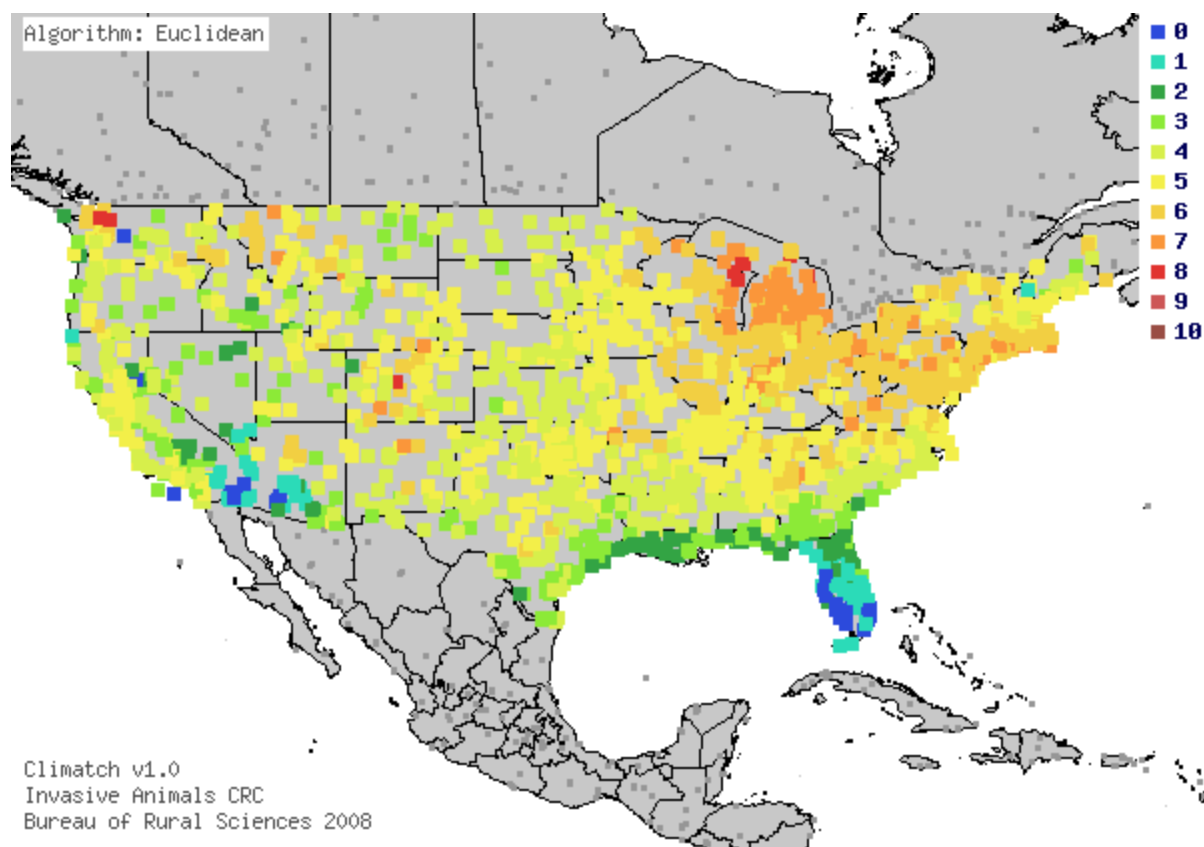 Algorithm: Euclidean
0
1
2
3
4
5
6
7
8
9
10
Climatch v1.0
Invasive Animals CRC
Bureau of Rural Sciences 2008